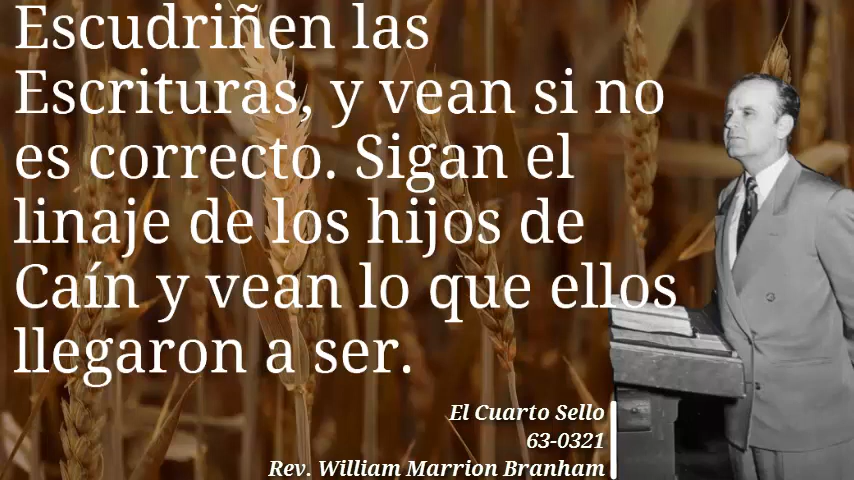 Escudriñen las
Escrituras, y vean si no
es correcto. Sigan el
linaje de los hijos de
Caín y vean lo que ellos
llegaron a ser.
El Cuarto Sello
63-0321
Rev. William Marrion Branham